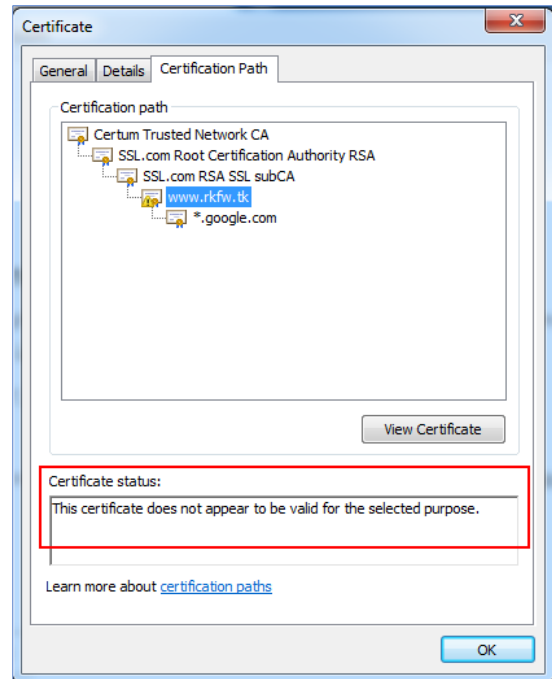 Certificate
General
Details
Certification Path
Certification path
Certum Trusted Network CA
SSL.com Root Certification Authority RSA
SSL.com RSA SSL subCA
www.rkfw.tk
*.google.com
View Certificate
Certificate status:
This certificate does not appear to be valid for the selected purpose.
Learn more about certification paths
OK